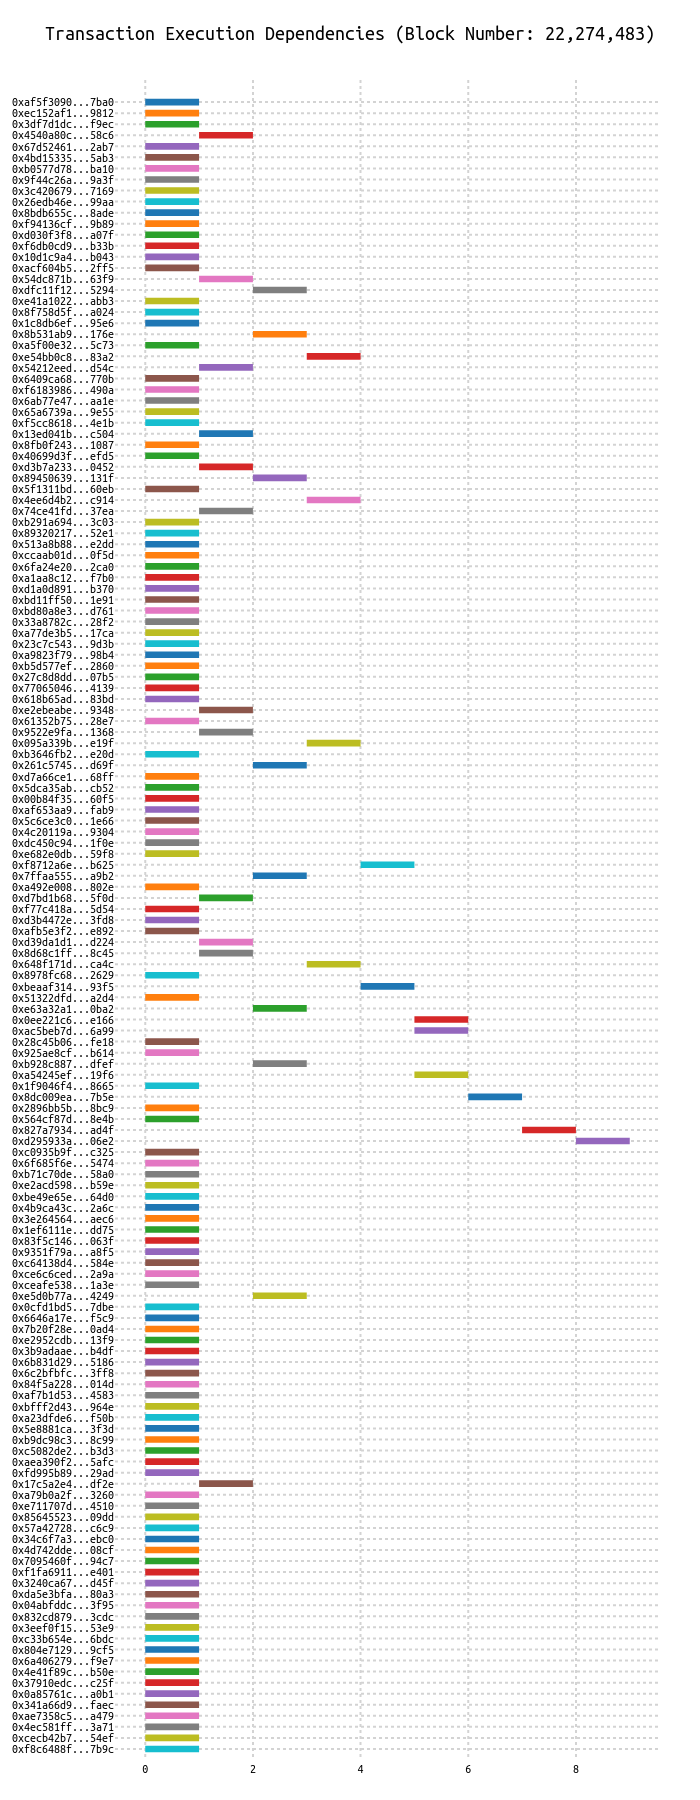 Transaction Execution Dependencies (Block Number: 22,274,483)
0xaf5f3090...7ba0
0xec152af1...9812
0x3df7d1dc...f9ec
0x4540a80c...58c6
0x67d52461...2ab7
0x4bd15335...5ab3
0xb0577d78...ba10
0x9f44c26a...9a3f
0x3c420679...7169
0x26edb46e...99aa
0x8bdb655c...8ade
0xf94136cf...9b89
0xd030f3f8...a07f
0xf6db0cd9...b33b
0x10d1c9a4...b043
0xacf604b5...2ff5
0x54dc871b...63f9
0xdfc11f12...5294
0xe41a1022...abb3
0x8f758d5f...a024
0x1c8db6ef...95e6
0x8b531ab9...176e
0xa5f00e32...5c73
0xe54bb0c8...83a2
0x54212eed...d54c
0x6409ca68...770b
0xf6183986...490a
0x6ab77e47...aa1e
0x65a6739a...9e55
0xf5cc8618...4e1b
0x13ed041b...c504
0x8fb0f243...1087
0x40699d3f...efd5
0xd3b7a233...0452
0x89450639...131f
0x5f1311bd...60eb
0x4ee6d4b2...c914
0x74ce41fd...37ea
0xb291a694...3c03
0x89320217...52e1
0x513a8b88...e2dd
0xccaab01d...0f5d
0x6fa24e20...2ca0
0xa1aa8c12...f7b0
0xd1a0d891...b370
0xbd11ff50...1e91
0xbd80a8e3...d761
0x33a8782c...28f2
0xa77de3b5...17ca
0x23c7c543...9d3b
0xa9823f79...98b4
0xb5d577ef...2860
0x27c8d8dd...07b5
0x77065046...4139
0x618b65ad...83bd
0xe2ebeabe...9348
0x61352b75...28e7
0x9522e9fa...1368
0x095a339b...e19f
0xb3646fb2...e20d
0x261c5745...d69f
0xd7a66ce1...68ff
0x5dca35ab...cb52
0x00b84f35...60f5
0xaf653aa9...fab9
0x5c6ce3c0...1e66
0x4c20119a...9304
0xdc450c94...1f0e
0xe682e0db...59f8
0xf8712a6e...b625
0x7ffaa555...a9b2
0xa492e008...802e
0xd7bd1b68...5f0d
0xf77c418a...5d54
0xd3b4472e...3fd8
0xafb5e3f2...e892
0xd39da1d1...d224
0x8d68c1ff...8c45
0x648f171d...ca4c
0x8978fc68...2629
0xbeaaf314...93f5
0x51322dfd...a2d4
0xe63a32a1...0ba2
0x0ee221c6...e166
0xac5beb7d...6a99
0x28c45b06...fe18
0x925ae8cf...b614
0xb928c887...dfef
0xa54245ef...19f6
0x1f9046f4...8665
0x8dc009ea...7b5e
0x2896bb5b...8bc9
0x564cf87d...8e4b
0x827a7934...ad4f
0xd295933a...06e2
0xc0935b9f...c325
0x6f685f6e...5474
0xb71c70de...58a0
0xe2acd598...b59e
0xbe49e65e...64d0
0x4b9ca43c...2a6c
0x3e264564...aec6
0x1ef6111e...dd75
0x83f5c146...063f
0x9351f79a...a8f5
0xc64138d4...584e
0xce6c6ced...2a9a
0xceafe538...1a3e
0xe5d0b77a...4249
0x0cfd1bd5...7dbe
0x6646a17e...f5c9
0x7b20f28e...0ad4
0xe2952cdb...13f9
0x3b9adaae...b4df
0x6b831d29...5186
0x6c2bfbfc...3ff8
0x84f5a228...014d
0xaf7b1d53...4583
0xbfff2d43...964e
0xa23dfde6...f50b
0x5e8881ca...3f3d
0xb9dc98c3...8c99
0xc5082de2...b3d3
0xaea390f2...5afc
0xfd995b89...29ad
0x17c5a2e4...df2e
0xa79b0a2f...3260
0xe711707d...4510
0x85645523...09dd
0x57a42728...c6c9
0x34c6f7a3...ebc0
0x4d742dde...08cf
0x7095460f...94c7
0xf1fa6911...e401
0x3240ca67...d45f
0xda5e3bfa...80a3
0x04abfddc...3f95
0x832cd879...3cdc
0x3eef0f15...53e9
0xc33b654e...6bdc
0x804e7129...9cf5
0x6a406279...f9e7
0x4e41f89c...b50e
0x37910edc...c25f
0x0a85761c...a0b1
0x341a66d9...faec
0xae7358c5...a479
0x4ec581ff...3a71
0xcecb42b7...54ef
0xf8c6488f...7b9c
0 2 4 6 8